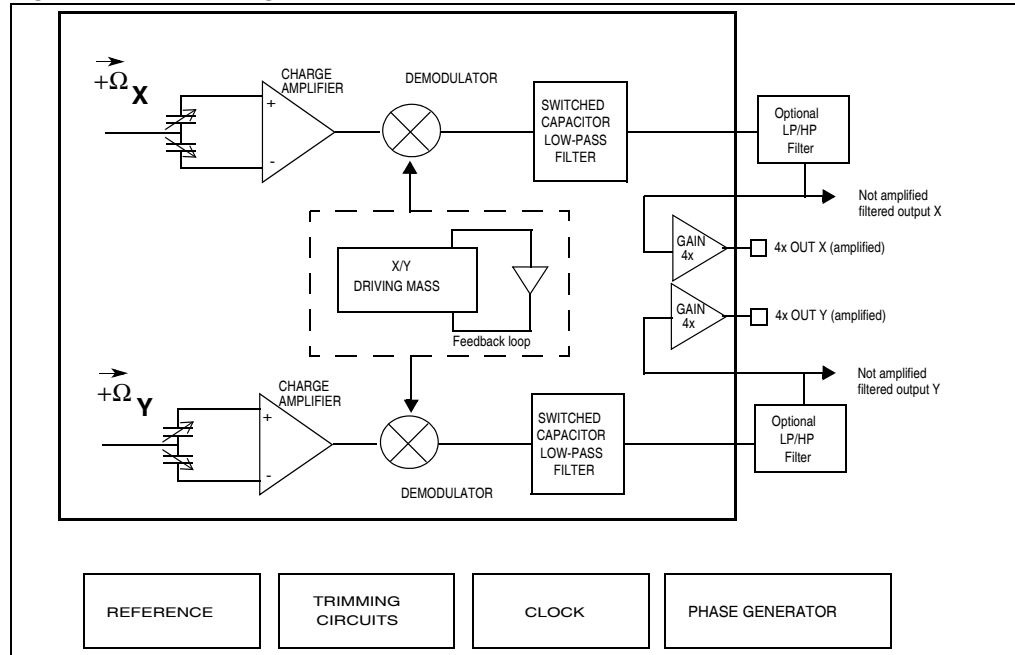 +Ω X
CHARGE
AMPLIFIER
+
-
DEMODULATOR
SWITCHED
CAPACITOR
LOW-PASS
FILTER
Optional
LP/HP
Filter
Not amplified
filtered output X
GAIN
4x
4x OUT X (amplified)
X/Y
DRIVING MASS
Feedback loop
GAIN
4x
4x OUT Y (amplified)
Not amplified
filtered output Y
+Ω Y
CHARGE
AMPLIFIER
+
-
DEMODULATOR
SWITCHED
CAPACITOR
LOW-PASS
FILTER
Optional
LP/HP
Filter
REFERENCE
TRIMMING
CIRCUITS
CLOCK
PHASE GENERATOR